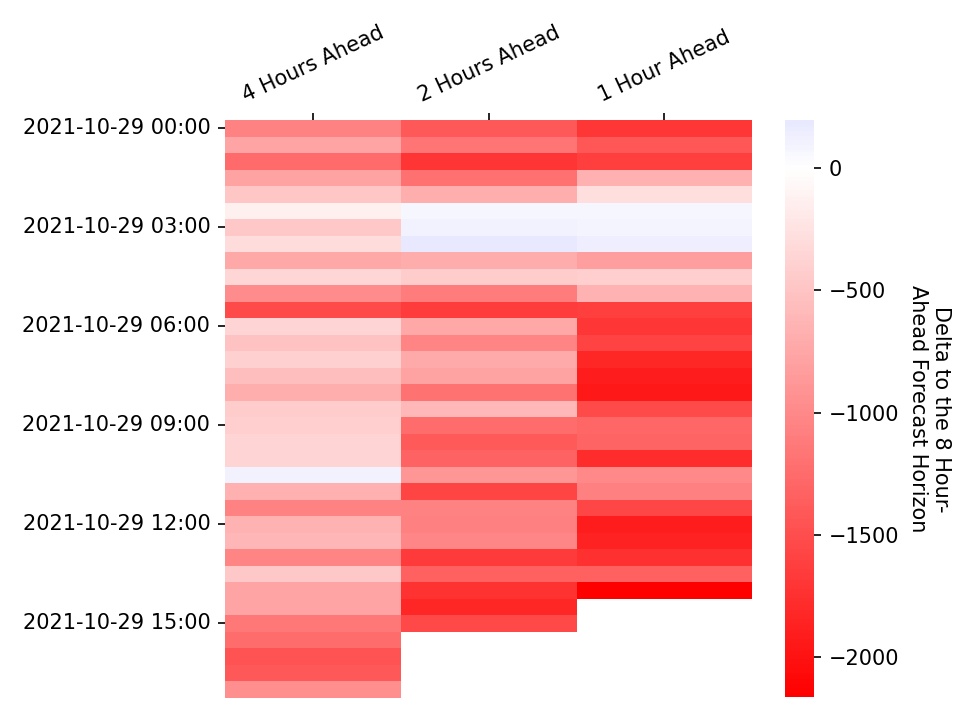 4 Hours Ahead
2 Hours Ahead
1 Hour Ahead
2021-10-29 00:00
2021-10-29 03:00
2021-10-29 06:00
2021-10-29 09:00
2021-10-29 12:00
2021-10-29 15:00
0
−500
−1000
−1500
−2000
Delta to the 8 Hour-
Ahead Forecast Horizon